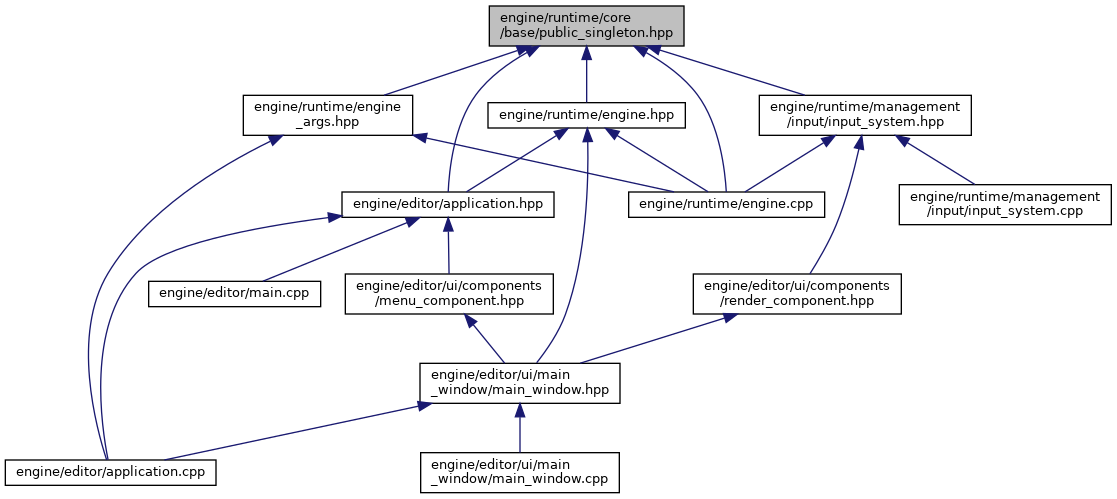 engine/runtime/core
/base/public_singleton.hpp
engine/runtime/engine
_args.hpp
engine/runtime/engine.hpp
engine/runtime/management
/input/input_system.hpp
engine/editor/application.hpp
engine/runtime/engine.cpp
engine/runtime/management
/input/input_system.cpp
engine/editor/main.cpp
engine/editor/ui/components
/menu_component.hpp
engine/editor/ui/components
/render_component.hpp
engine/editor/ui/main
_window/main_window.hpp
engine/editor/application.cpp
engine/editor/ui/main
_window/main_window.cpp